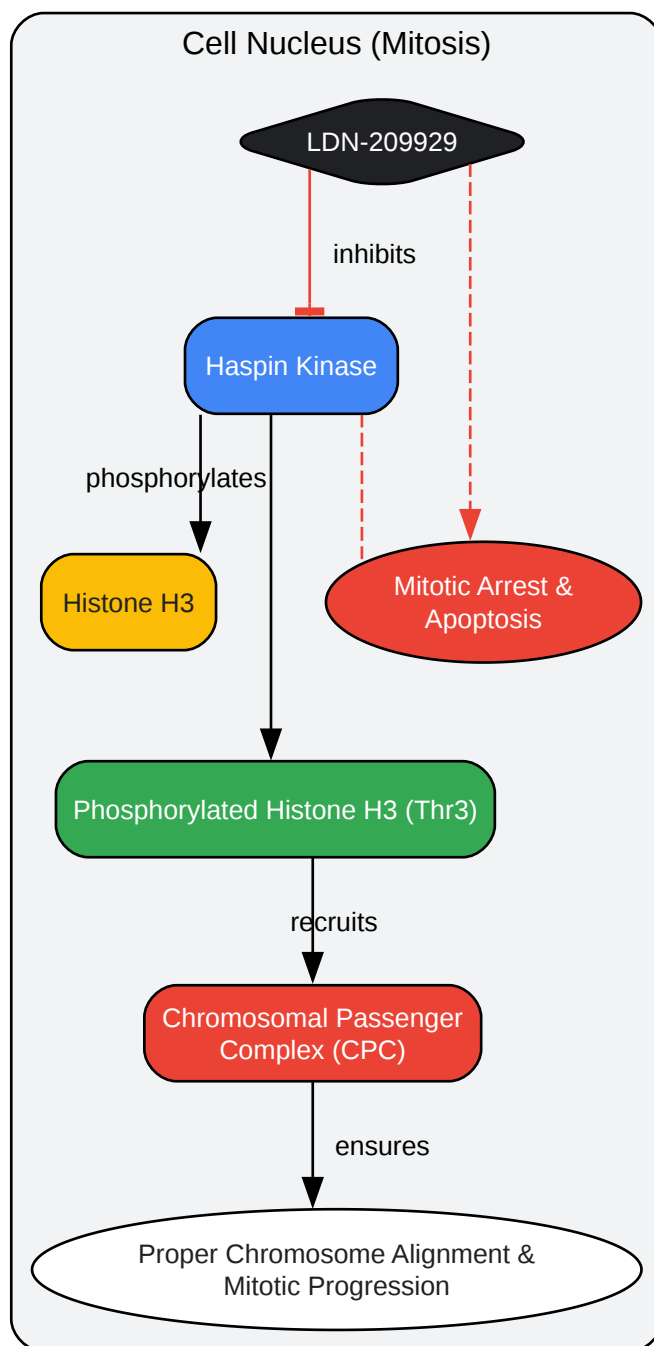 Cell Nucleus (Mitosis)
LDN-209929
inhibits
Haspin Kinase
phosphorylates
Histone H3
Mitotic Arrest &
Apoptosis
Phosphorylated Histone H3 (Thr3)
recruits
Chromosomal Passenger
Complex (CPC)
ensures
Proper Chromosome Alignment &
Mitotic Progression